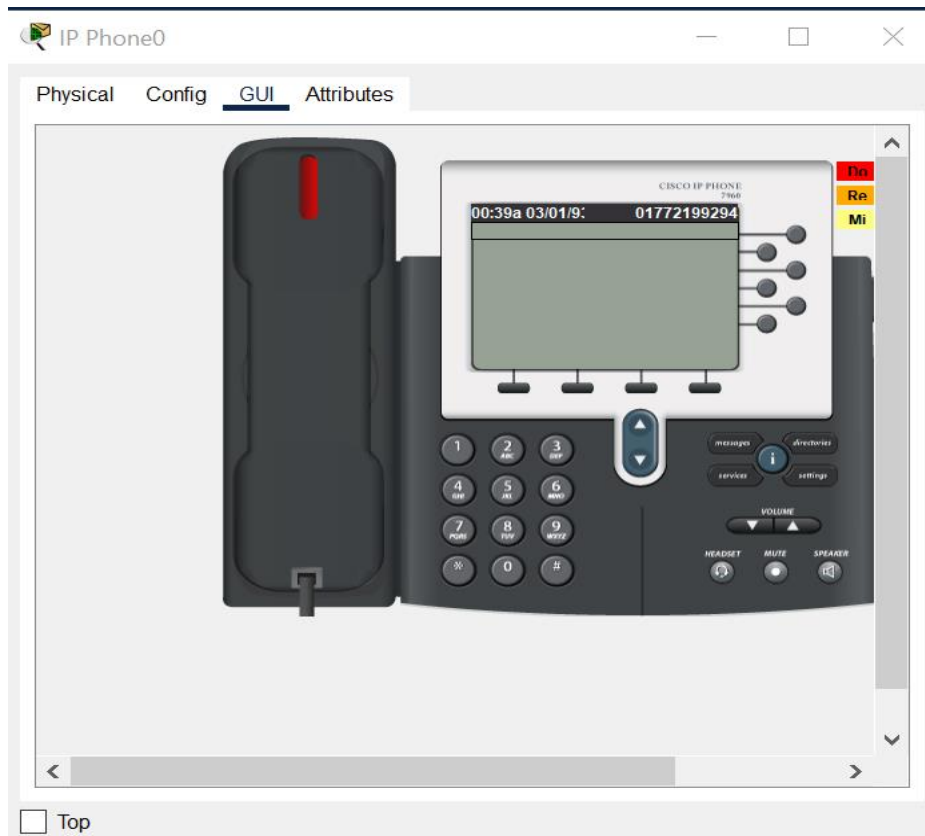 IP Phone0
Physical Config GUI Attributes
CISCO IP PHONE
7960
Do
00:39a 03/01/93 01772199294
Re
Mi
messages directories
i
services settings
1 2 ABC 3 DEF
4 GHI 5 JKL 6 MNO
7 PQRS 8 TUV 9 WXYZ
* 0 #
VOLUME
HEADSET MUTE SPEAKER
Top